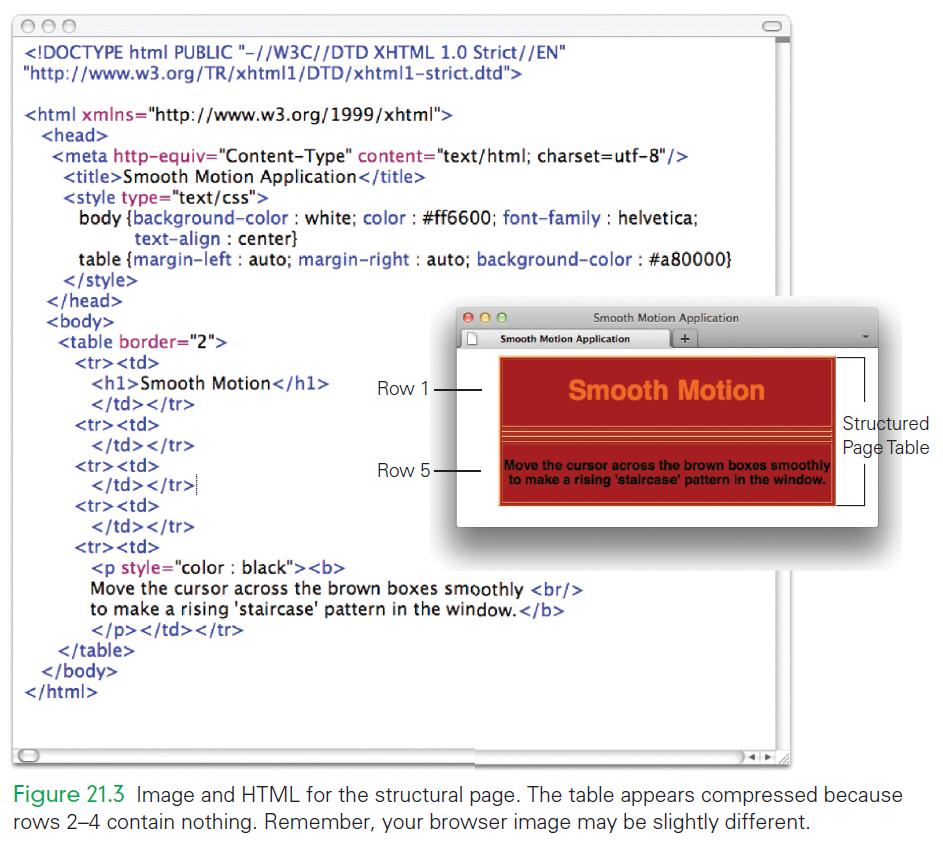 <!DOCTYPE html PUBLIC "-//W3C//DTD XHTML 1.0 Strict//EN"
"http://www.w3.org/TR/xhtml1/DTD/xhtml1-strict.dtd">
<html xmlns="http://www.w3.org/1999/xhtml">
<head>
<meta http-equiv="Content-Type" content="text/html; charset=utf-8"/>
<title>Smooth Motion Application</title>
<style type="text/css">
body {background-color : white; color : #ff6600; font-family : helvetica;
text-align : center}
table {margin-left : auto; margin-right : auto; background-color : #a80000}
</style>
</head>
<body>
<table border="2">
<tr><td>
<h1>Smooth Motion</h1>
</td></tr>
<tr><td>
</td></tr>
<tr><td>
</td></tr>
<tr><td>
</td></tr>
<tr><td>
<p style="color : black"><b>
Move the cursor across the brown boxes smoothly <br/>
to make a rising 'staircase' pattern in the window.</b>
</p></td></tr>
</table>
</body>
</html>
Smooth Motion Application
Smooth Motion Application
+
Row 1
Smooth Motion
Structured
Page Table
Row 5
Move the cursor across the brown boxes smoothly
to make a rising 'staircase' pattern in the window.
Figure 21.3 Image and HTML for the structural page. The table appears compressed because
rows 2–4 contain nothing. Remember, your browser image may be slightly different.